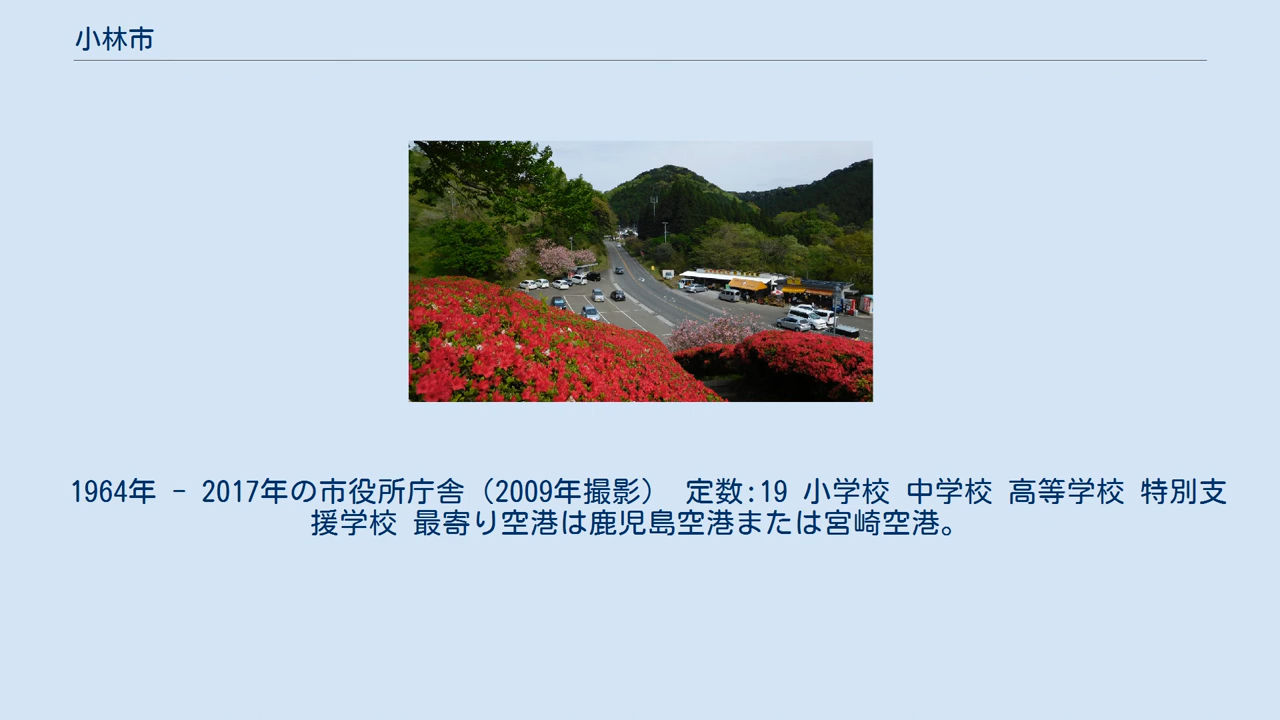 小林市
1964年 – 2017年の市役所庁舎（2009年撮影） 定数:19 小学校 中学校 高等学校 特別支
援学校 最寄り空港は鹿児島空港または宮崎空港。